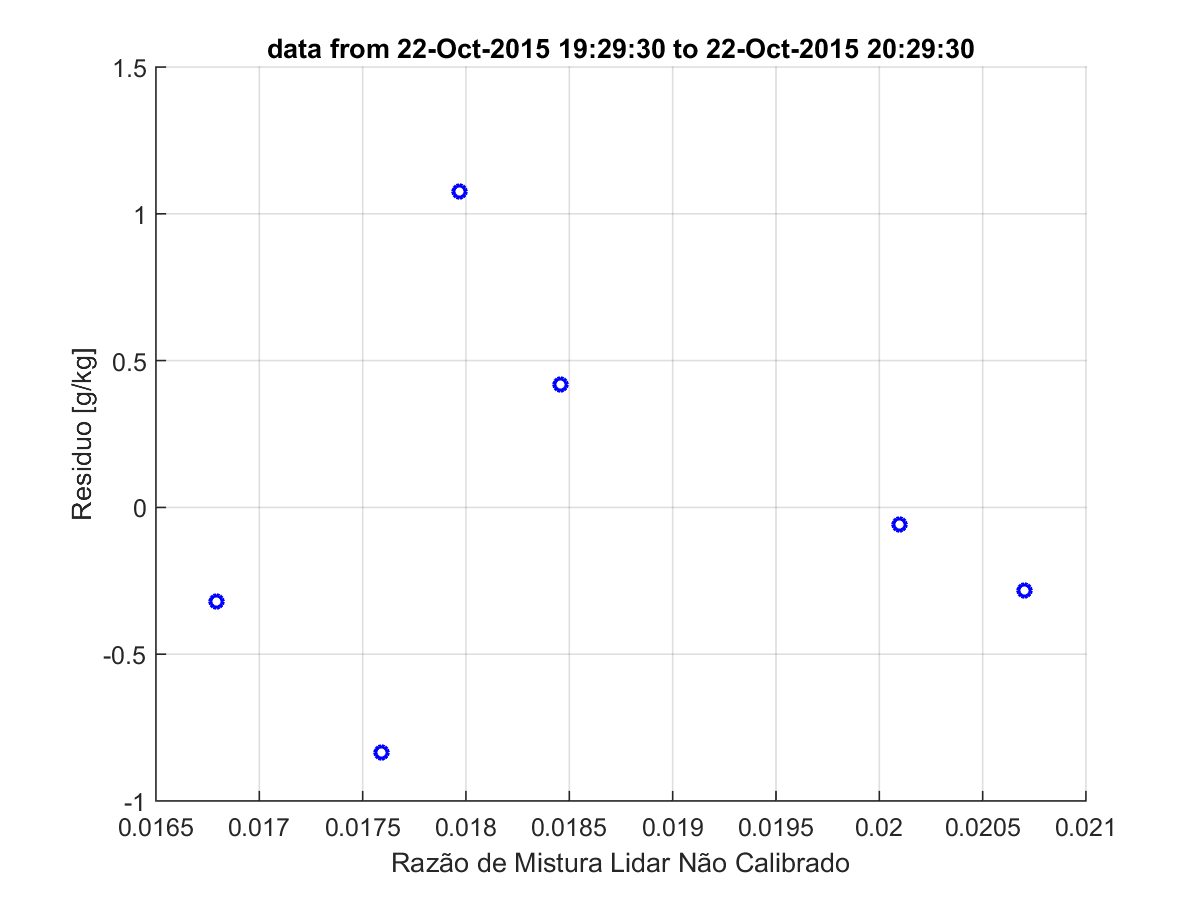 data from 22-Oct-2015 19:29:30 to 22-Oct-2015 20:29:30
1.5
1
0.5
0
-0.5
-1
Residuo [g/kg]
0.0165 0.017 0.0175 0.018 0.0185 0.019 0.0195 0.02 0.0205 0.021
Razão de Mistura Lidar Não Calibrado